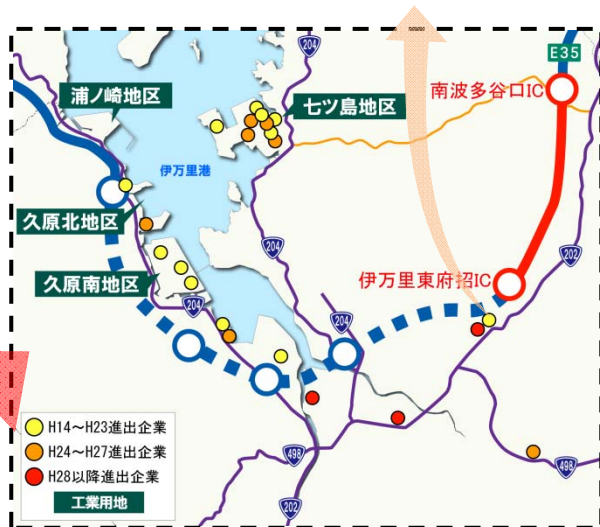 204
E35
浦ノ崎地区
七ツ島地区
南波多谷口IC
伊万里港
久原北地区
久原南地区
204
202
伊万里東府招IC
204
204
H14～H23進出企業
H24～H27進出企業
H28以降進出企業
工業用地
498
498
202